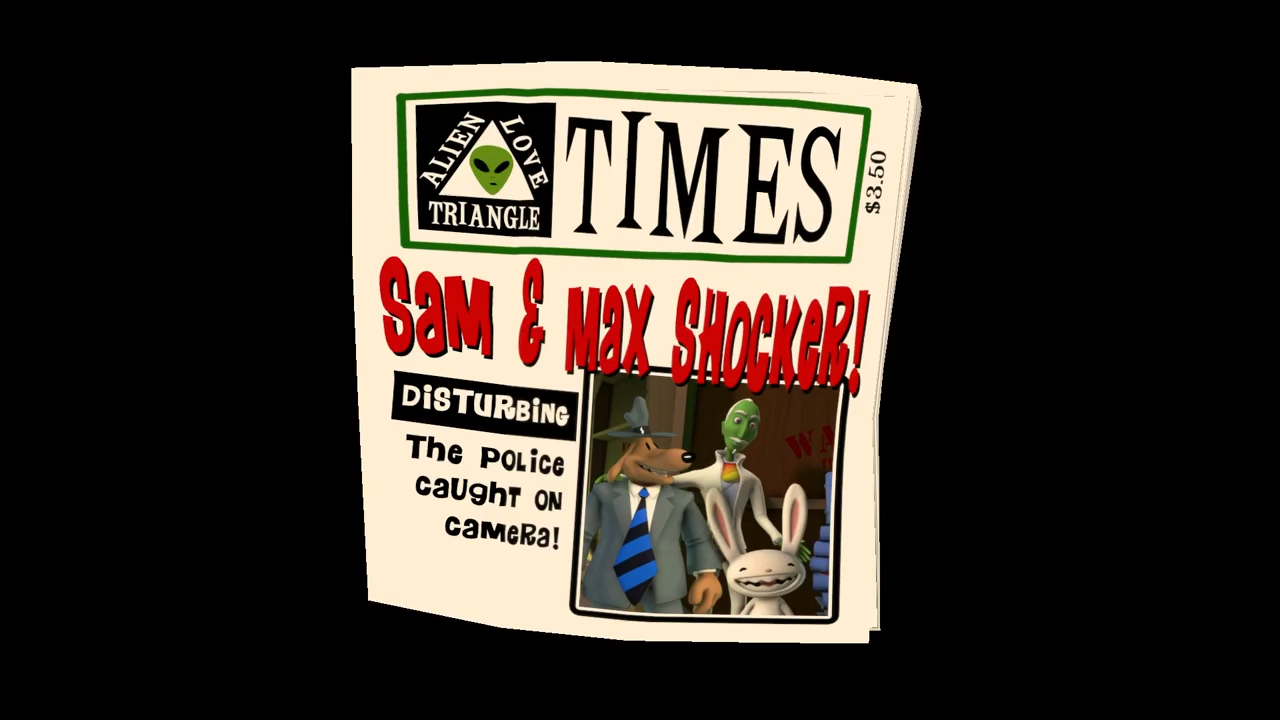 ALIEN LOVE
TRIANGLE
TIMES
$3.50
Sam & Max SHOCKER!
DISTURBING
The POLICE
caught ON
camera!